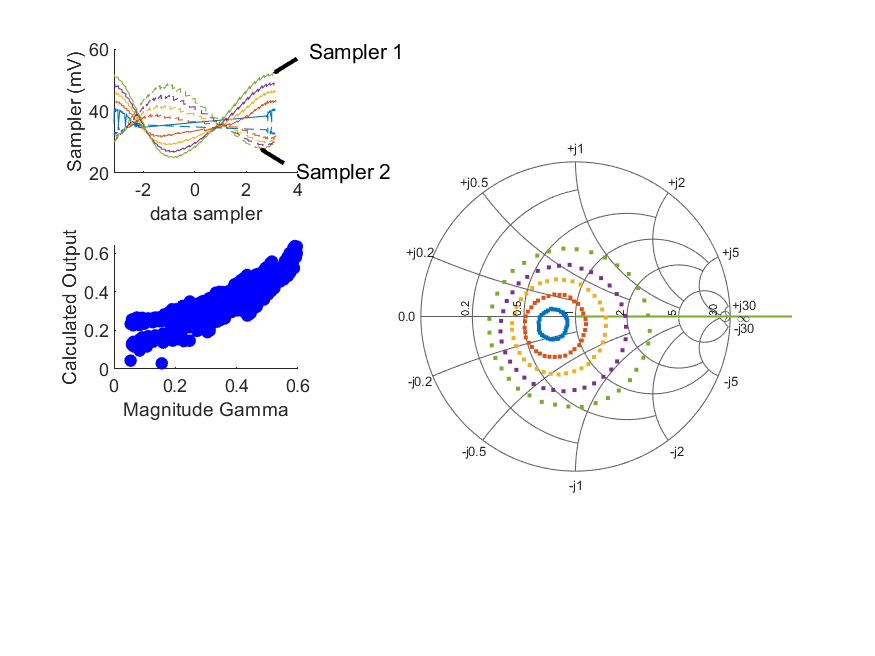 60
40
20
Sampler (mV)
-2
0
2
4
data sampler
Sampler 1
Sampler 2
0.6
0.4
0.2
0
Calculated Output
0
0.2
0.4
0.6
Magnitude Gamma
+j1
+j0.5
+j2
+j0.2
+j5
0.0
0.2
0.5
1
2
5
30
+j30
-j30
-j0.2
-j5
-j0.5
-j2
-j1